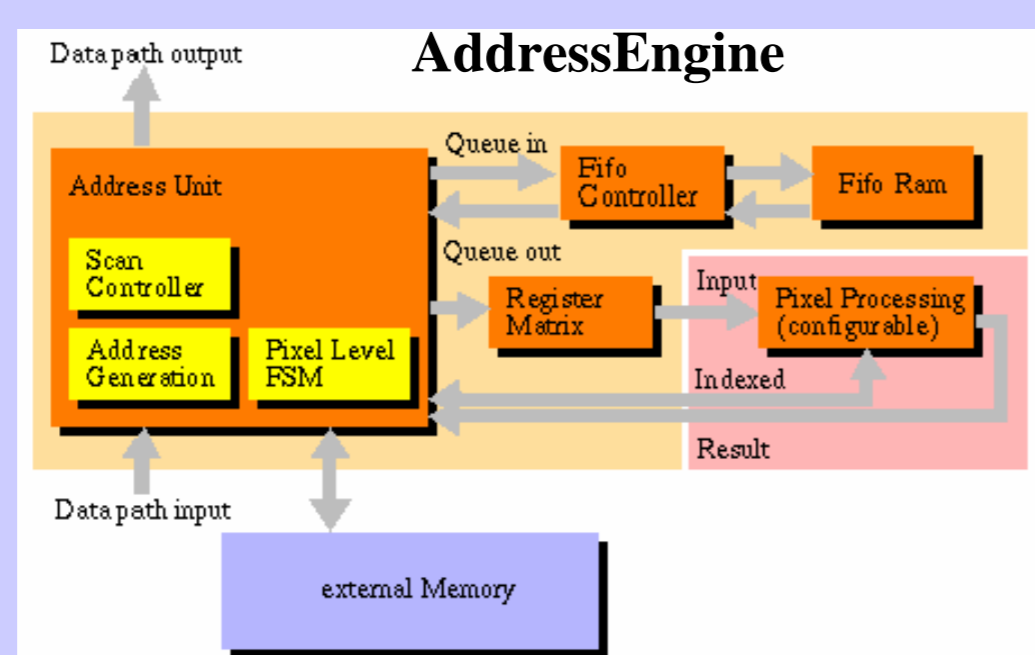 AddressEngine
Data path output
Queue in
Address Unit
Fifo
Controller
Fifo Ram
Scan
Controller
Queue out
Register
Matrix
Input
Pixel Processing
(configurable)
Address
Generation
Pixel Level
FSM
Indexed
Result
Data path input
external Memory